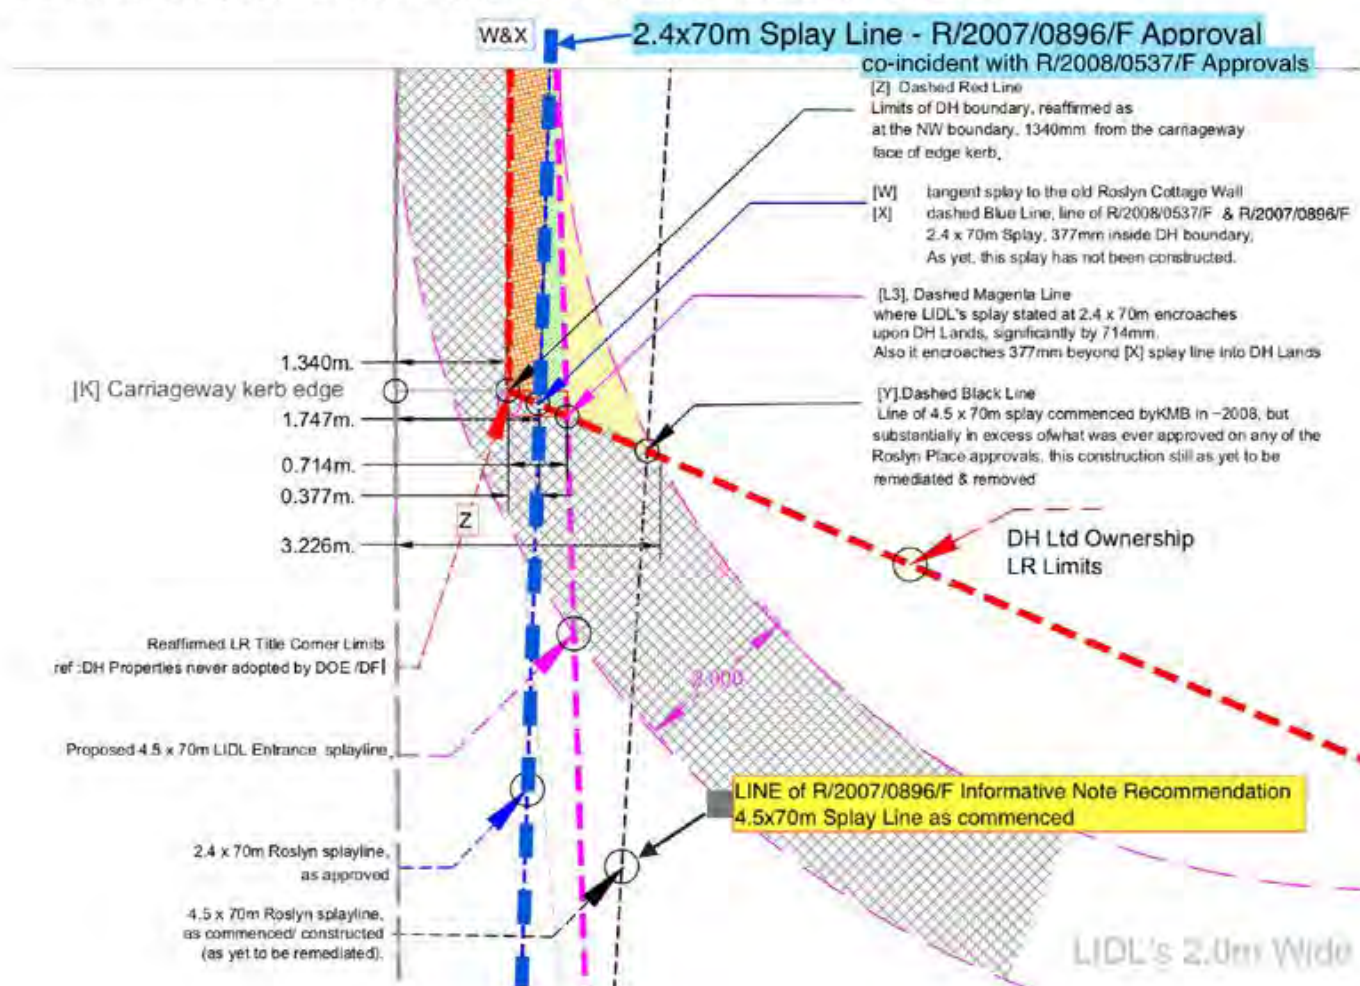 W&X
2.4x70m Splay Line - R/2007/0896/F Approval
co-incident with R/2008/0537/F Approvals
[Z] Dashed Red Line
Limits of DH boundary, reaffirmed as
at the NW boundary, 1340mm from the carriageway
face of edge kerb,
[W] tangent splay to the old Roslyn Cottage Wall
[X] dashed Blue Line, line of R/2008/0537/F & R/2007/0896/F
2.4 x 70m Splay, 377mm inside DH boundary,
As yet, this splay has not been constructed.
[L3], Dashed Magenta Line
where LIDL's splay stated at 2.4 x 70m encroaches
upon DH Lands, significantly by 714mm.
Also it encroaches 377mm beyond [X] splay line into DH Lands
[Y].Dashed Black Line
Line of 4.5 x 70m splay commenced byKMB in ~2008, but
substantially in excess ofwhat was ever approved on any of the
Roslyn Place approvals, this construction still as yet to be
remediated & removed
1.340m.
[K] Carriageway kerb edge
1.747m.
0.714m.
0.377m.
Z
3.226m.
DH Ltd Ownership
LR Limits
Reaffirmed LR Title Corner Limits
ref :DH Properties never adopted by DOE /DFI
2.000
Proposed 4.5 x 70m LIDL Entrance splayline
LINE of R/2007/0896/F Informative Note Recommendation
4.5x70m Splay Line as commenced
2.4 x 70m Roslyn splayline,
as approved
4.5 x 70m Roslyn splayline,
as commenced/ constructed
(as yet to be remediated).
LIDL's 2.0m Wide